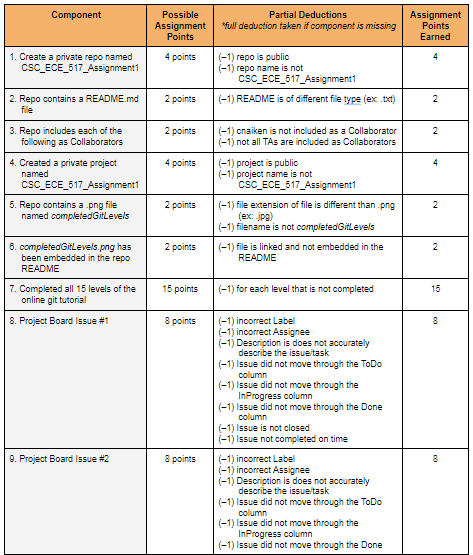 Component
Possible
Assignment
Points
Partial Deductions
*full deduction taken if component is missing
Assignment
Points
Earned
1. Create a private repo named
CSC_ECE_517_Assignment1
4 points
(–1) repo is public
(–1) repo name is not
CSC_ECE_517_Assignment1
4
2. Repo contains a README.md
file
2 points
(–1) README is of different file type (ex: .txt)
2
3. Repo includes each of the
following as Collaborators
2 points
(–1) cnaiken is not included as a Collaborator
(–1) not all TAs are included as Collaborators
2
4. Created a private project
named
CSC_ECE_517_Assignment1
4 points
(–1) project is public
(–1) project name is not
CSC_ECE_517_Assignment1
4
5. Repo contains a .png file
named completedGitLevels
2 points
(–1) file extension of file is different than .png
(ex: .jpg)
(–1) filename is not completedGitLevels
2
6. completedGitLevels.png has
been embedded in the repo
README
2 points
(–1) file is linked and not embedded in the
README
2
7. Completed all 15 levels of the
online git tutorial
15 points
(–1) for each level that is not completed
15
8. Project Board Issue #1
8 points
(–1) incorrect Label
(–1) incorrect Assignee
(–1) Description is does not accurately
describe the issue/task
(–1) Issue did not move through the ToDo
column
(–1) Issue did not move through the
InProgress column
(–1) Issue did not move through the Done
column
(–1) Issue is not closed
(–1) Issue not completed on time
8
9. Project Board Issue #2
8 points
(–1) incorrect Label
(–1) incorrect Assignee
(–1) Description is does not accurately
describe the issue/task
(–1) Issue did not move through the ToDo
column
(–1) Issue did not move through the
InProgress column
(–1) Issue did not move through the Done
8